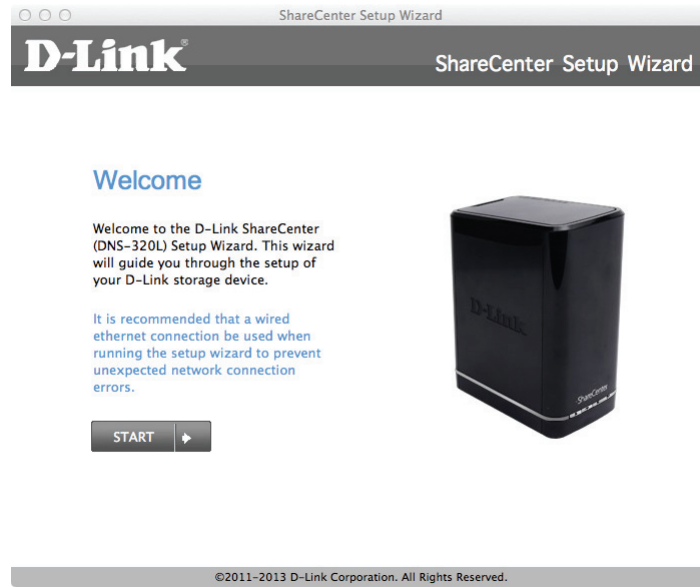 ShareCenter Setup Wizard
D-Link®
ShareCenter Setup Wizard
Welcome
Welcome to the D-Link ShareCenter
(DNS-320L) Setup Wizard. This wizard
will guide you through the setup of
your D-Link storage device.
It is recommended that a wired
ethernet connection be used when
running the setup wizard to prevent
unexpected network connection
errors.
START
D-Link
ShareCenter
©2011-2013 D-Link Corporation. All Rights Reserved.